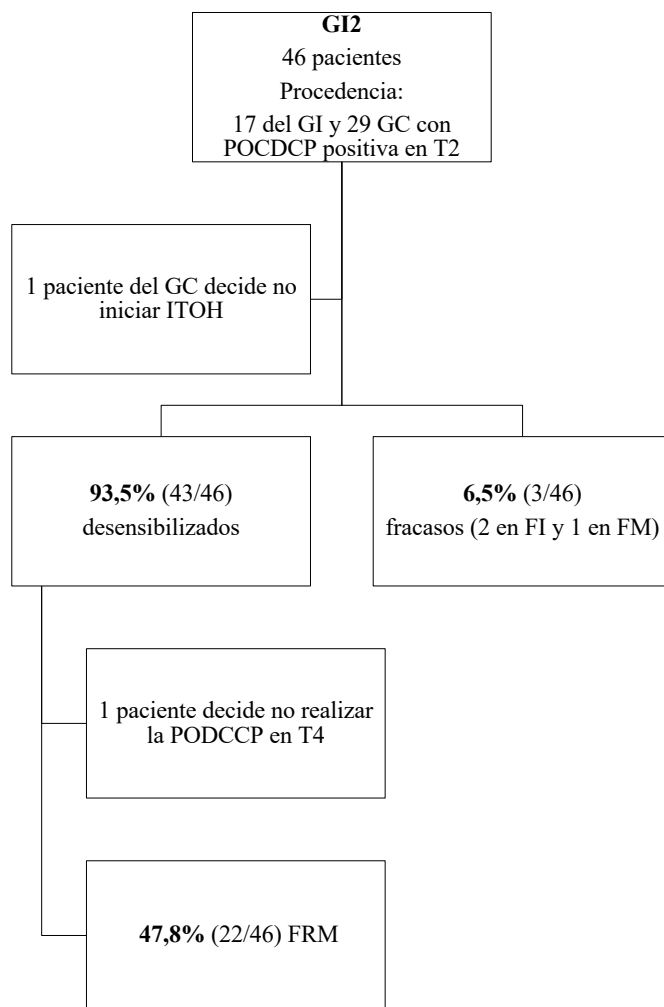 GI2
46 pacientes
Procedencia:
17 del GI y 29 GC con
POCDCP positiva en T2
1 paciente del GC decide no
iniciar ITOH
93,5% (43/46)
desensibilizados
6,5% (3/46)
fracasos (2 en FI y 1 en FM)
1 paciente decide no realizar
la PODCCP en T4
47,8% (22/46) FRM